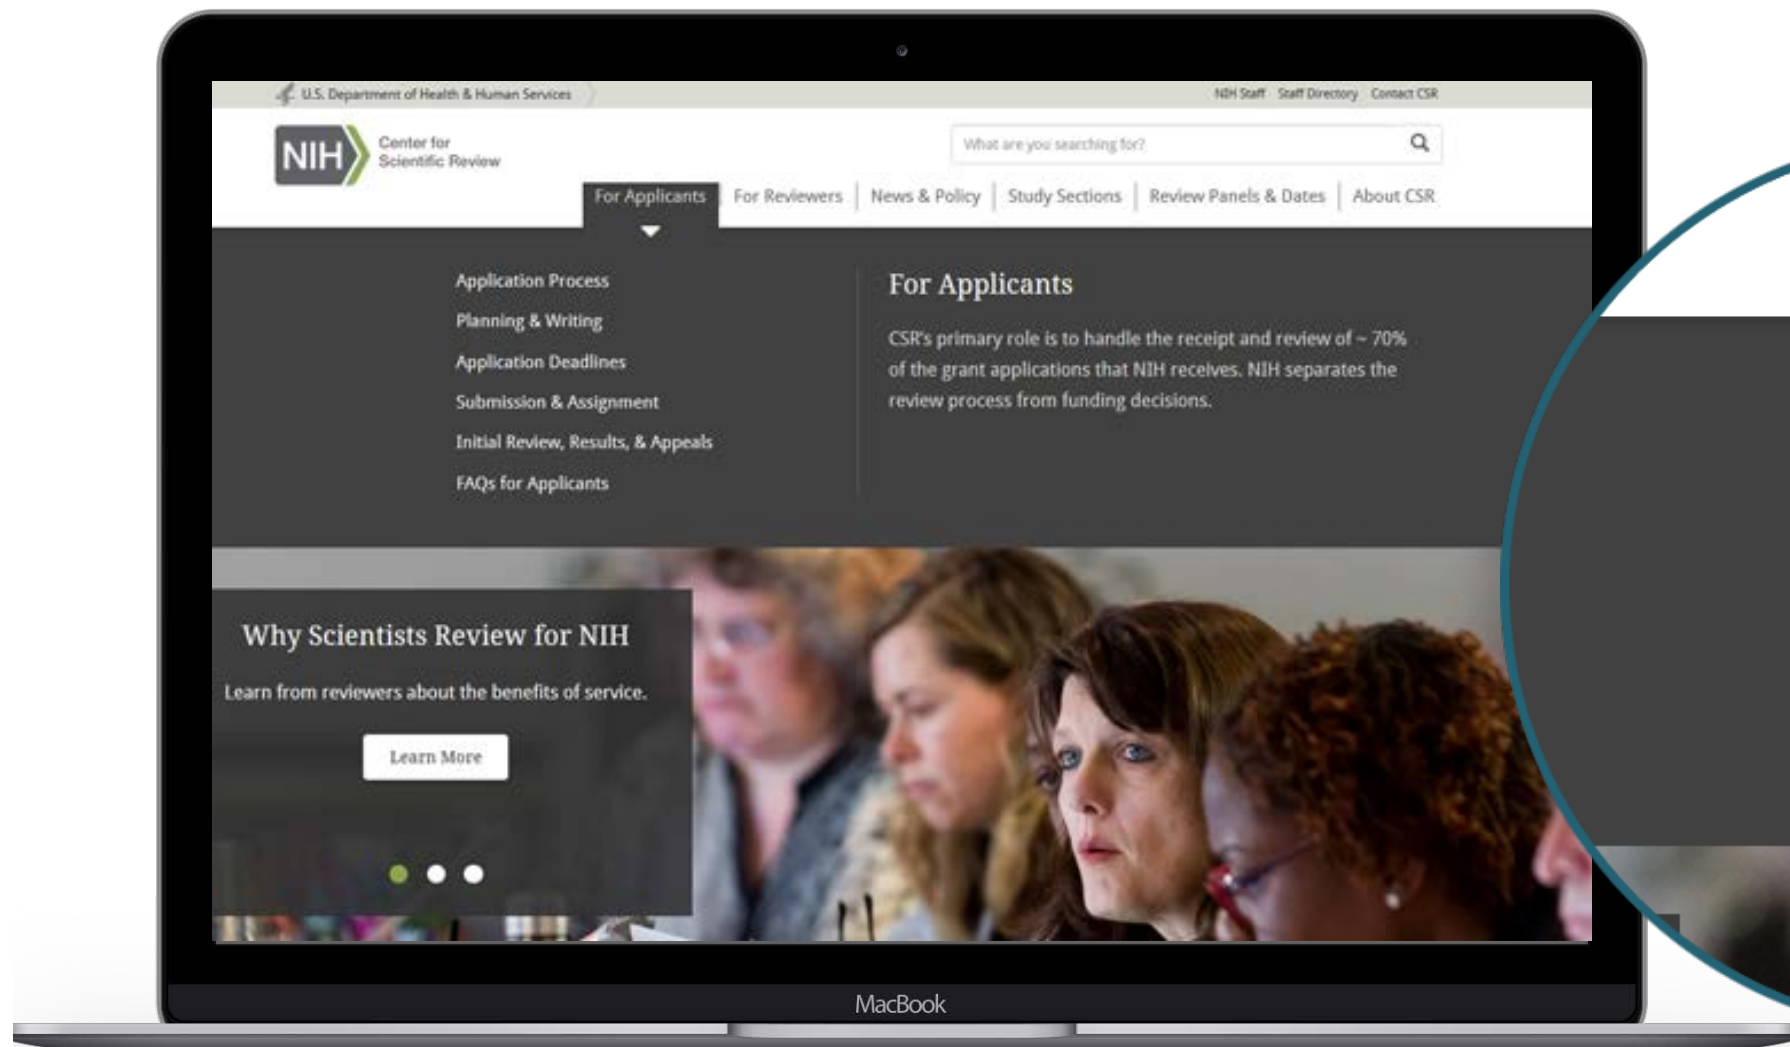 U.S. Department of Health & Human Services
NIH Staff Staff Directory Contact CSR
NIH
Center for
Scientific Review
What are you searching for?
For Applicants
For Reviewers
News & Policy
Study Sections
Review Panels & Dates
About CSR
Application Process
Planning & Writing
Application Deadlines
Submission & Assignment
Initial Review, Results, & Appeals
FAQs for Applicants
For Applicants
CSR's primary role is to handle the receipt and review of ~ 70%
of the grant applications that NIH receives. NIH separates the
review process from funding decisions.
Why Scientists Review for NIH
Learn from reviewers about the benefits of service.
Learn More
MacBook